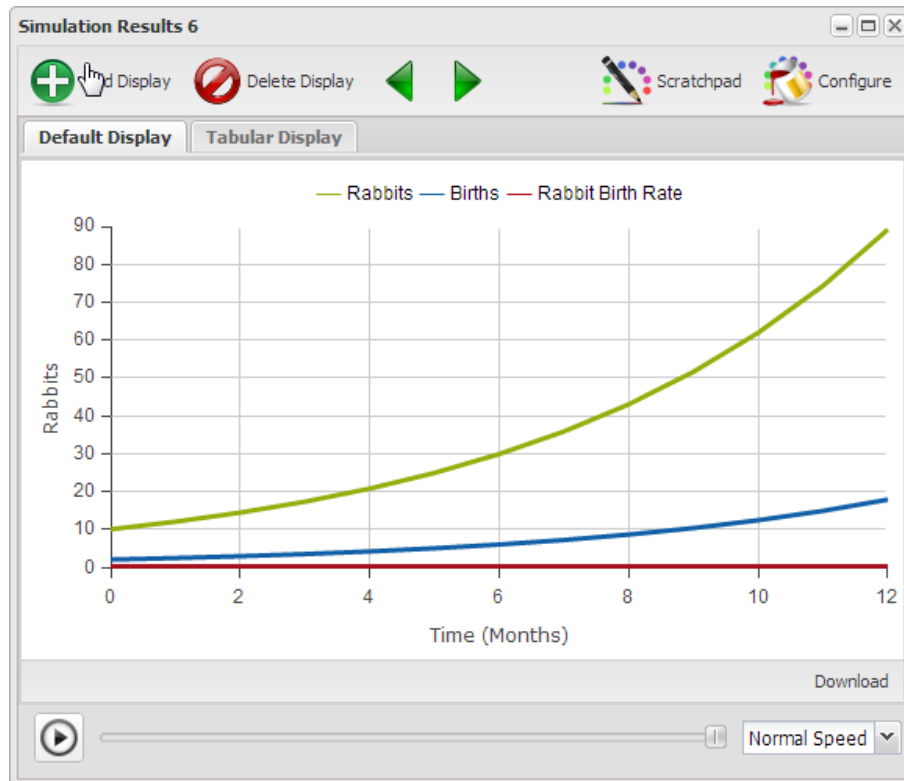 Simulation Results 6
d Display Delete Display Scratchpad Configure
Default Display Tabular Display
Rabbits Births Rabbit Birth Rate
90
80
70
60
50
40
30
20
10
0
Rabbits
0 2 4 6 8 10 12
Time (Months)
Download
Normal Speed